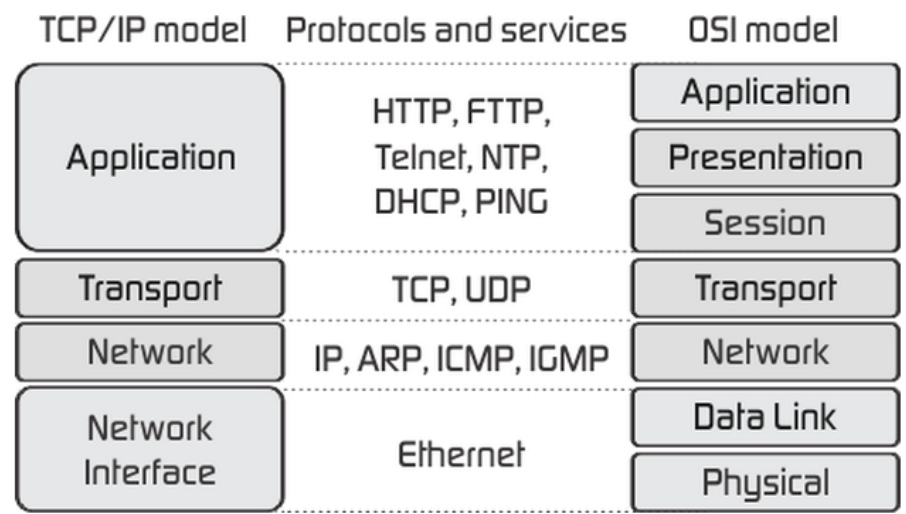 TCP/IP model
Protocols and services
OSI model
Application
HTTP, FTTP,
Telnet, NTP,
DHCP, PING
Application
Presentation
Session
Transport
TCP, UDP
Transport
Network
IP, ARP, ICMP, IGMP
Network
Network
Interface
Ethernet
Data Link
Physical